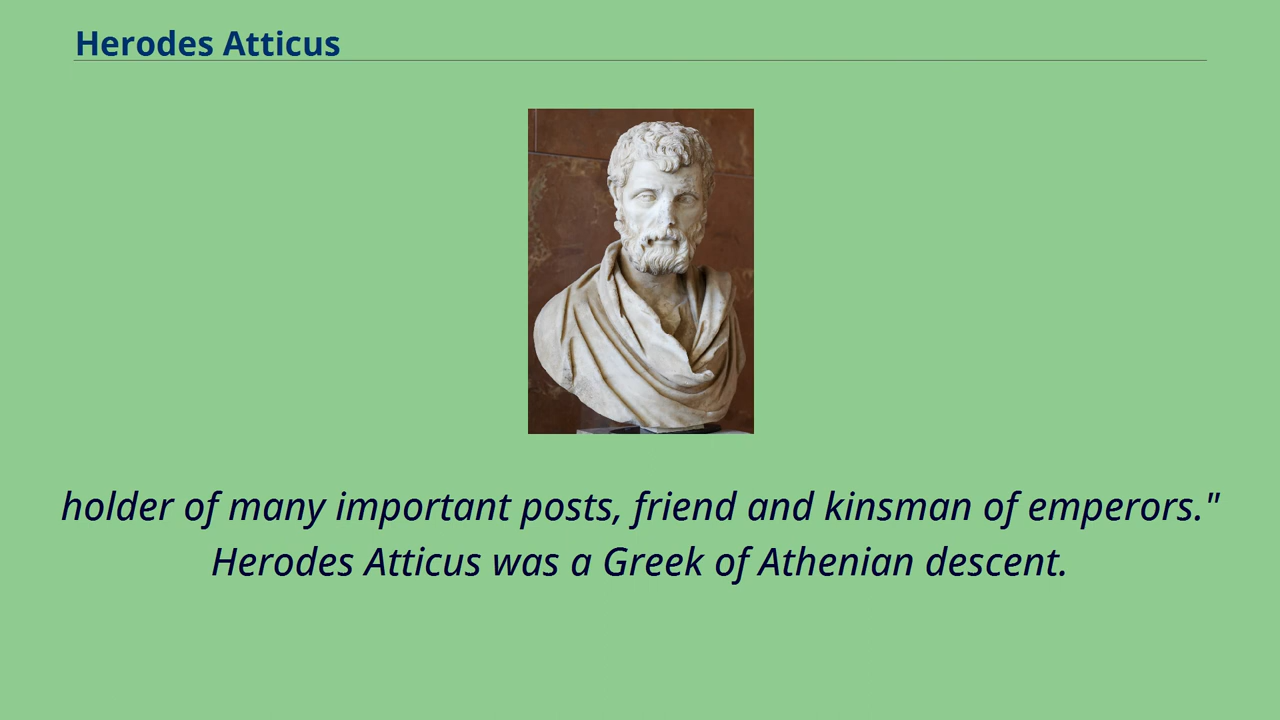 Herodes Atticus
holder of many important posts, friend and kinsman of emperors."
Herodes Atticus was a Greek of Athenian descent.